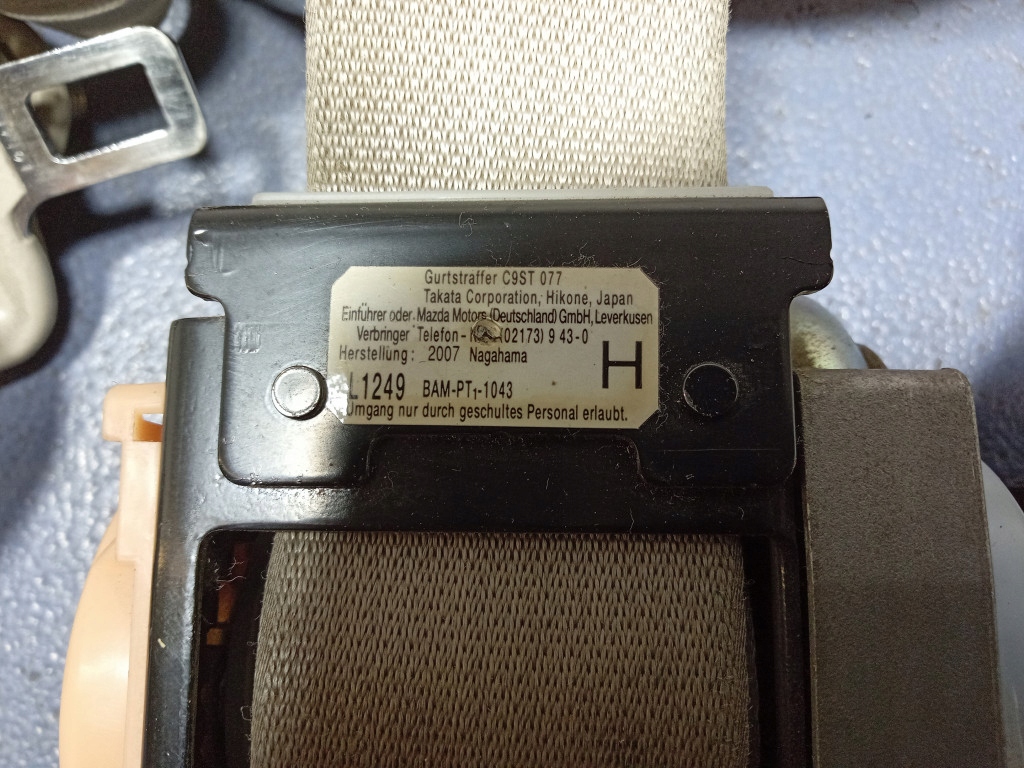 Gurtstraffer C9ST 077
Takata Corporation, Hikone, Japan
Einführer oder Mazda Motors (Deutschland) GmbH, Leverkusen
Verbringer Telefon - (02173) 9 43-0
Herstellung: 2007 Nagahama
H
L1249 BAM-PT₁-1043
Umgang nur durch geschultes Personal erlaubt.